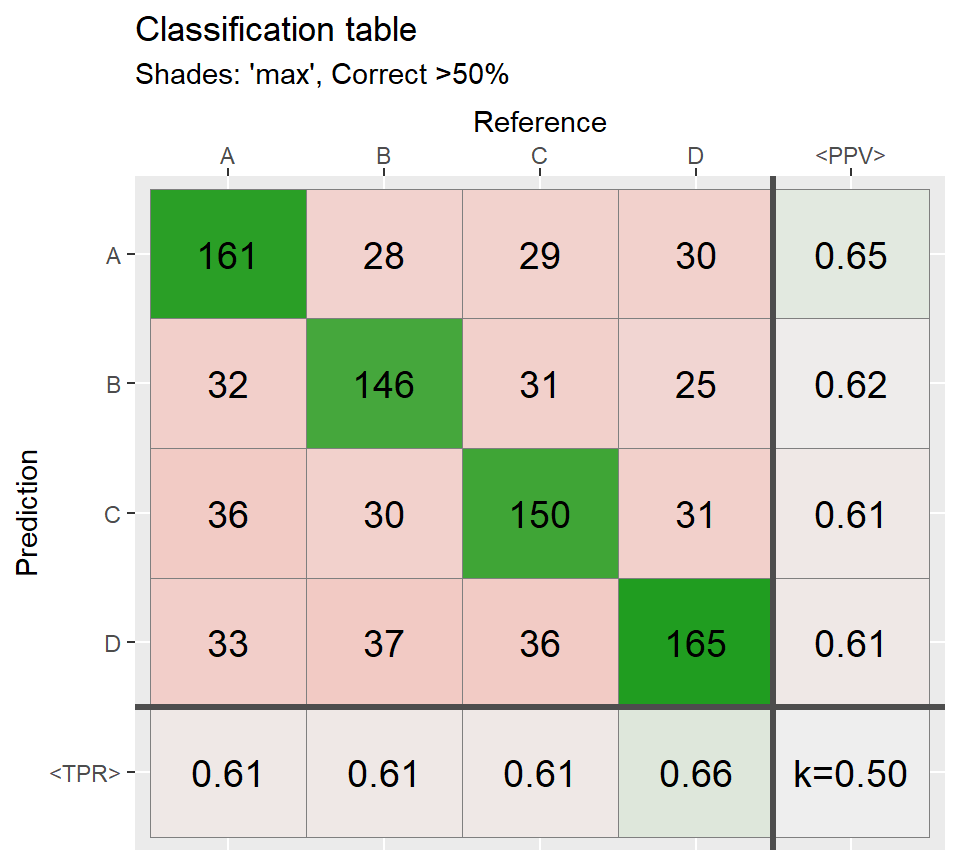 Classification table
Shades: 'max', Correct >50%
Reference
A B C D <PPV>
A 161 28 29 30 0.65
B 32 146 31 25 0.62
C 36 30 150 31 0.61
D 33 37 36 165 0.61
<TPR> 0.61 0.61 0.61 0.66 k=0.50
Prediction